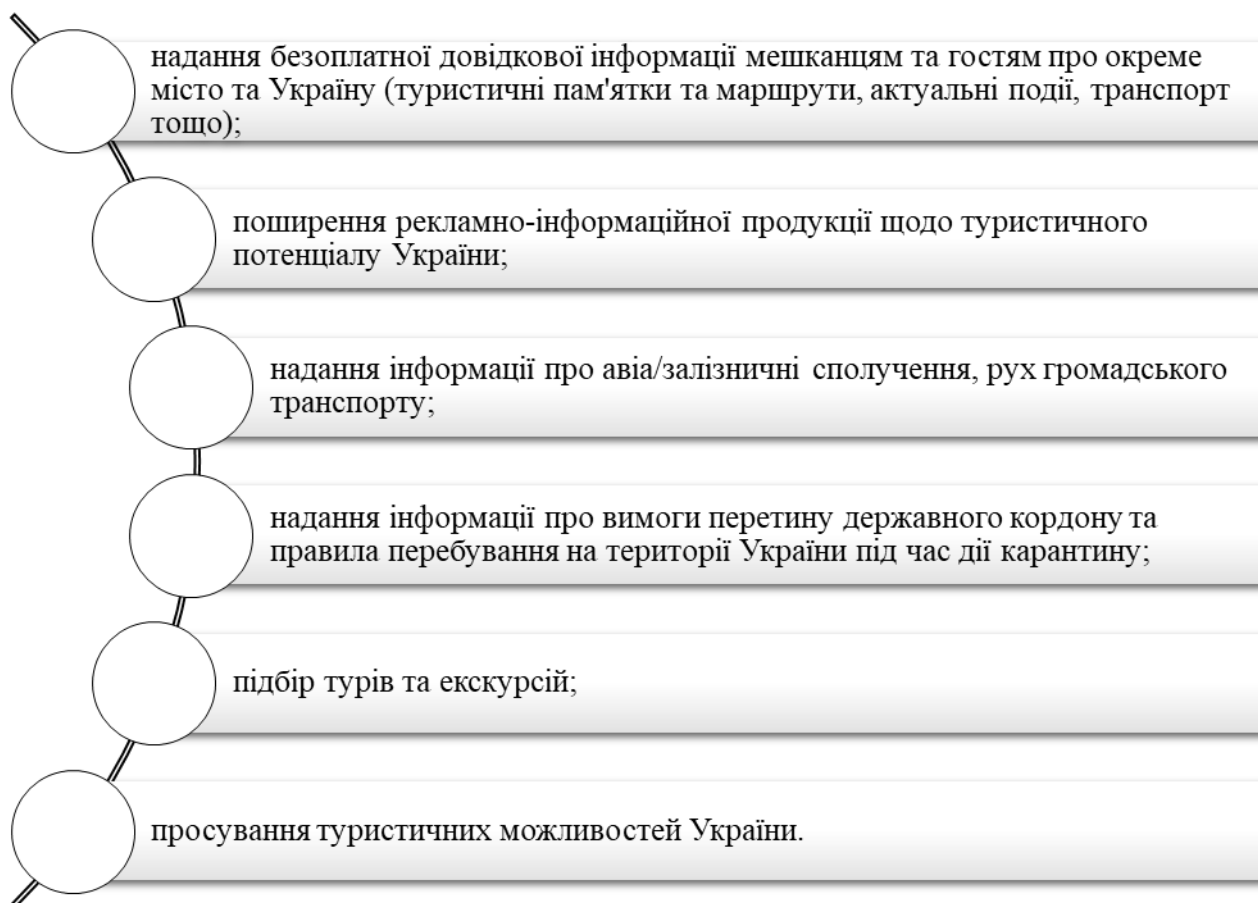 надання безоплатної довідкової інформації мешканцям та гостям про окреме
місто та Україну (туристичні пам'ятки та маршрути, актуальні події, транспорт
тощо);
поширення рекламно-інформаційної продукції щодо туристичного
потенціалу України;
надання інформації про авіа/залізничні сполучення, рух громадського
транспорту;
надання інформації про вимоги перетину державного кордону та
правила перебування на території України під час дії карантину;
підбір турів та екскурсій;
просування туристичних можливостей України.